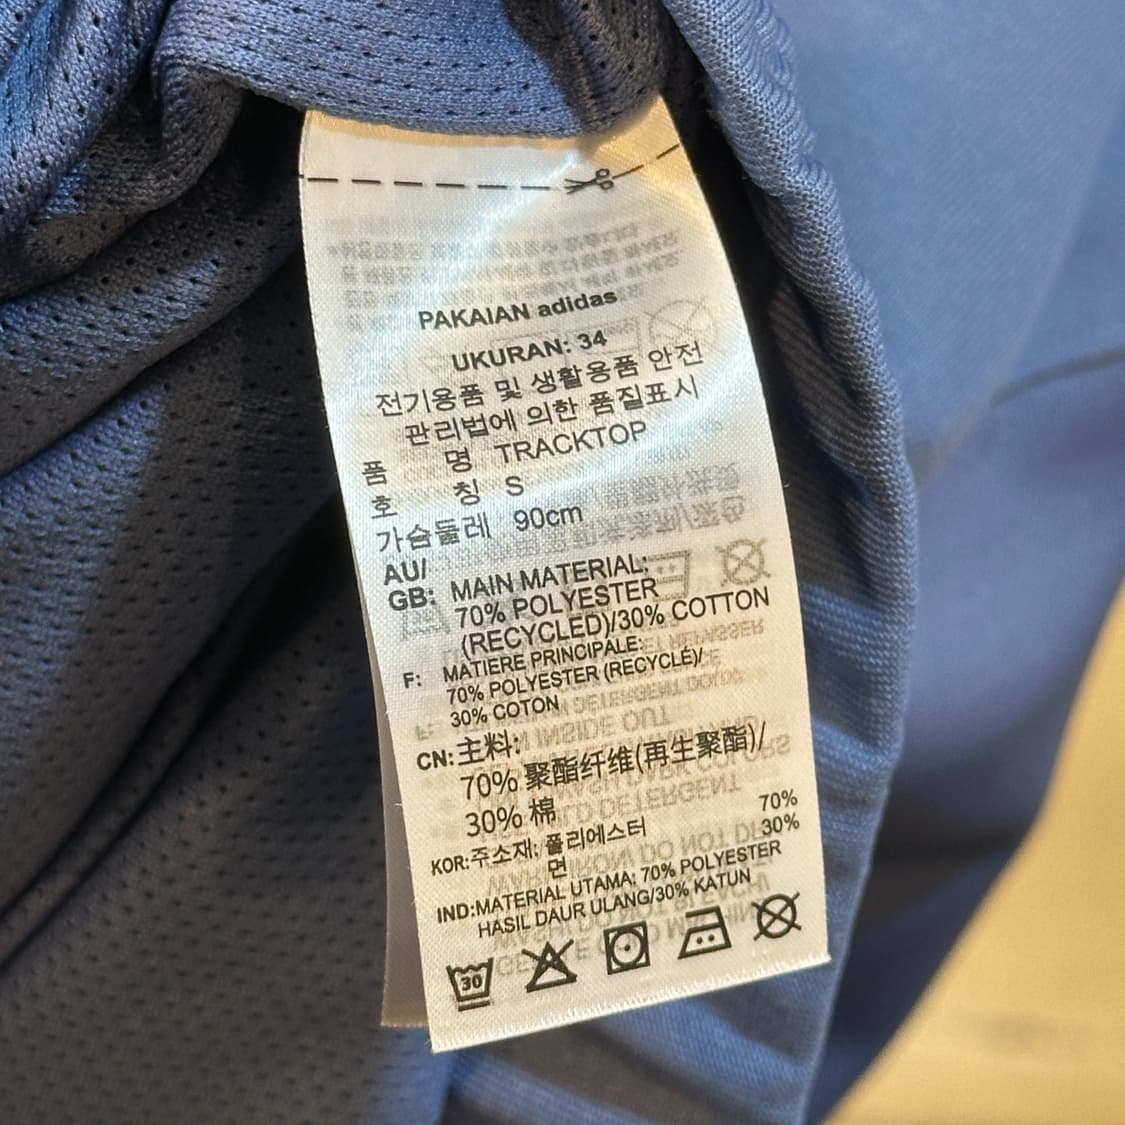 PAKAIAN adidas
UKURAN: 34
전기용품 및 생활용품 안전
관리법에 의한 품질표시
품 명 TRACKTOP
호 칭 S
가슴둘레 90cm
AU/
GB: MAIN MATERIAL:
70% POLYESTER
(RECYCLED)/30% COTTON
F: MATIERE PRINCIPALE:
70% POLYESTER (RECYCLÉ)/
30% COTON
CN: 主料:
70% 聚酯纤维(再生聚酯)/
30% 棉
KOR: 주소재: 폴리에스터 70%
면 30%
IND: MATERIAL UTAMA: 70% POLYESTER
HASIL DAUR ULANG/30% KATUN
30